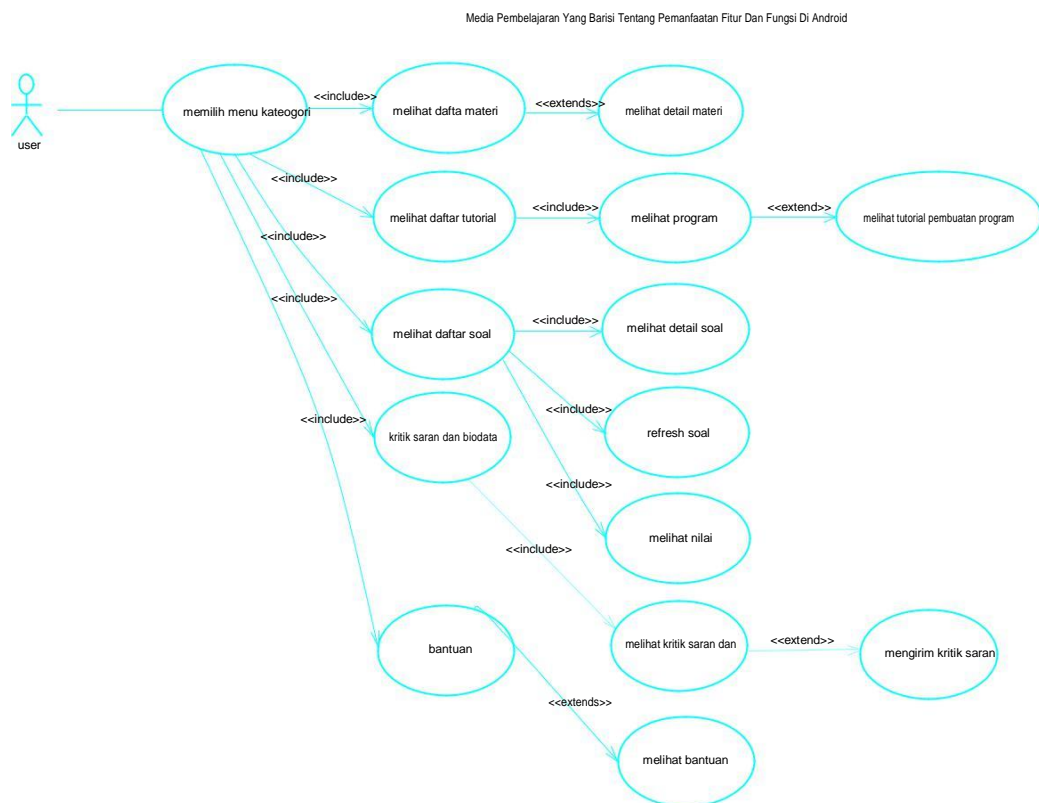 Media Pembelajaran Yang Barisi Tentang Pemanfaatan Fitur Dan Fungsi Di Android
user
memilih menu kateogori
<<include>>
melihat dafta materi
<<extends>>
melihat detail materi
<<include>>
melihat daftar tutorial
<<include>>
melihat program
<<extend>>
melihat tutorial pembuatan program
<<include>>
melihat daftar soal
<<include>>
melihat detail soal
<<include>>
refresh soal
<<include>>
melihat nilai
<<include>>
kritik saran dan biodata
<<include>>
melihat kritik saran dan
<<extend>>
mengirim kritik saran
<<include>>
bantuan
<<extends>>
melihat bantuan